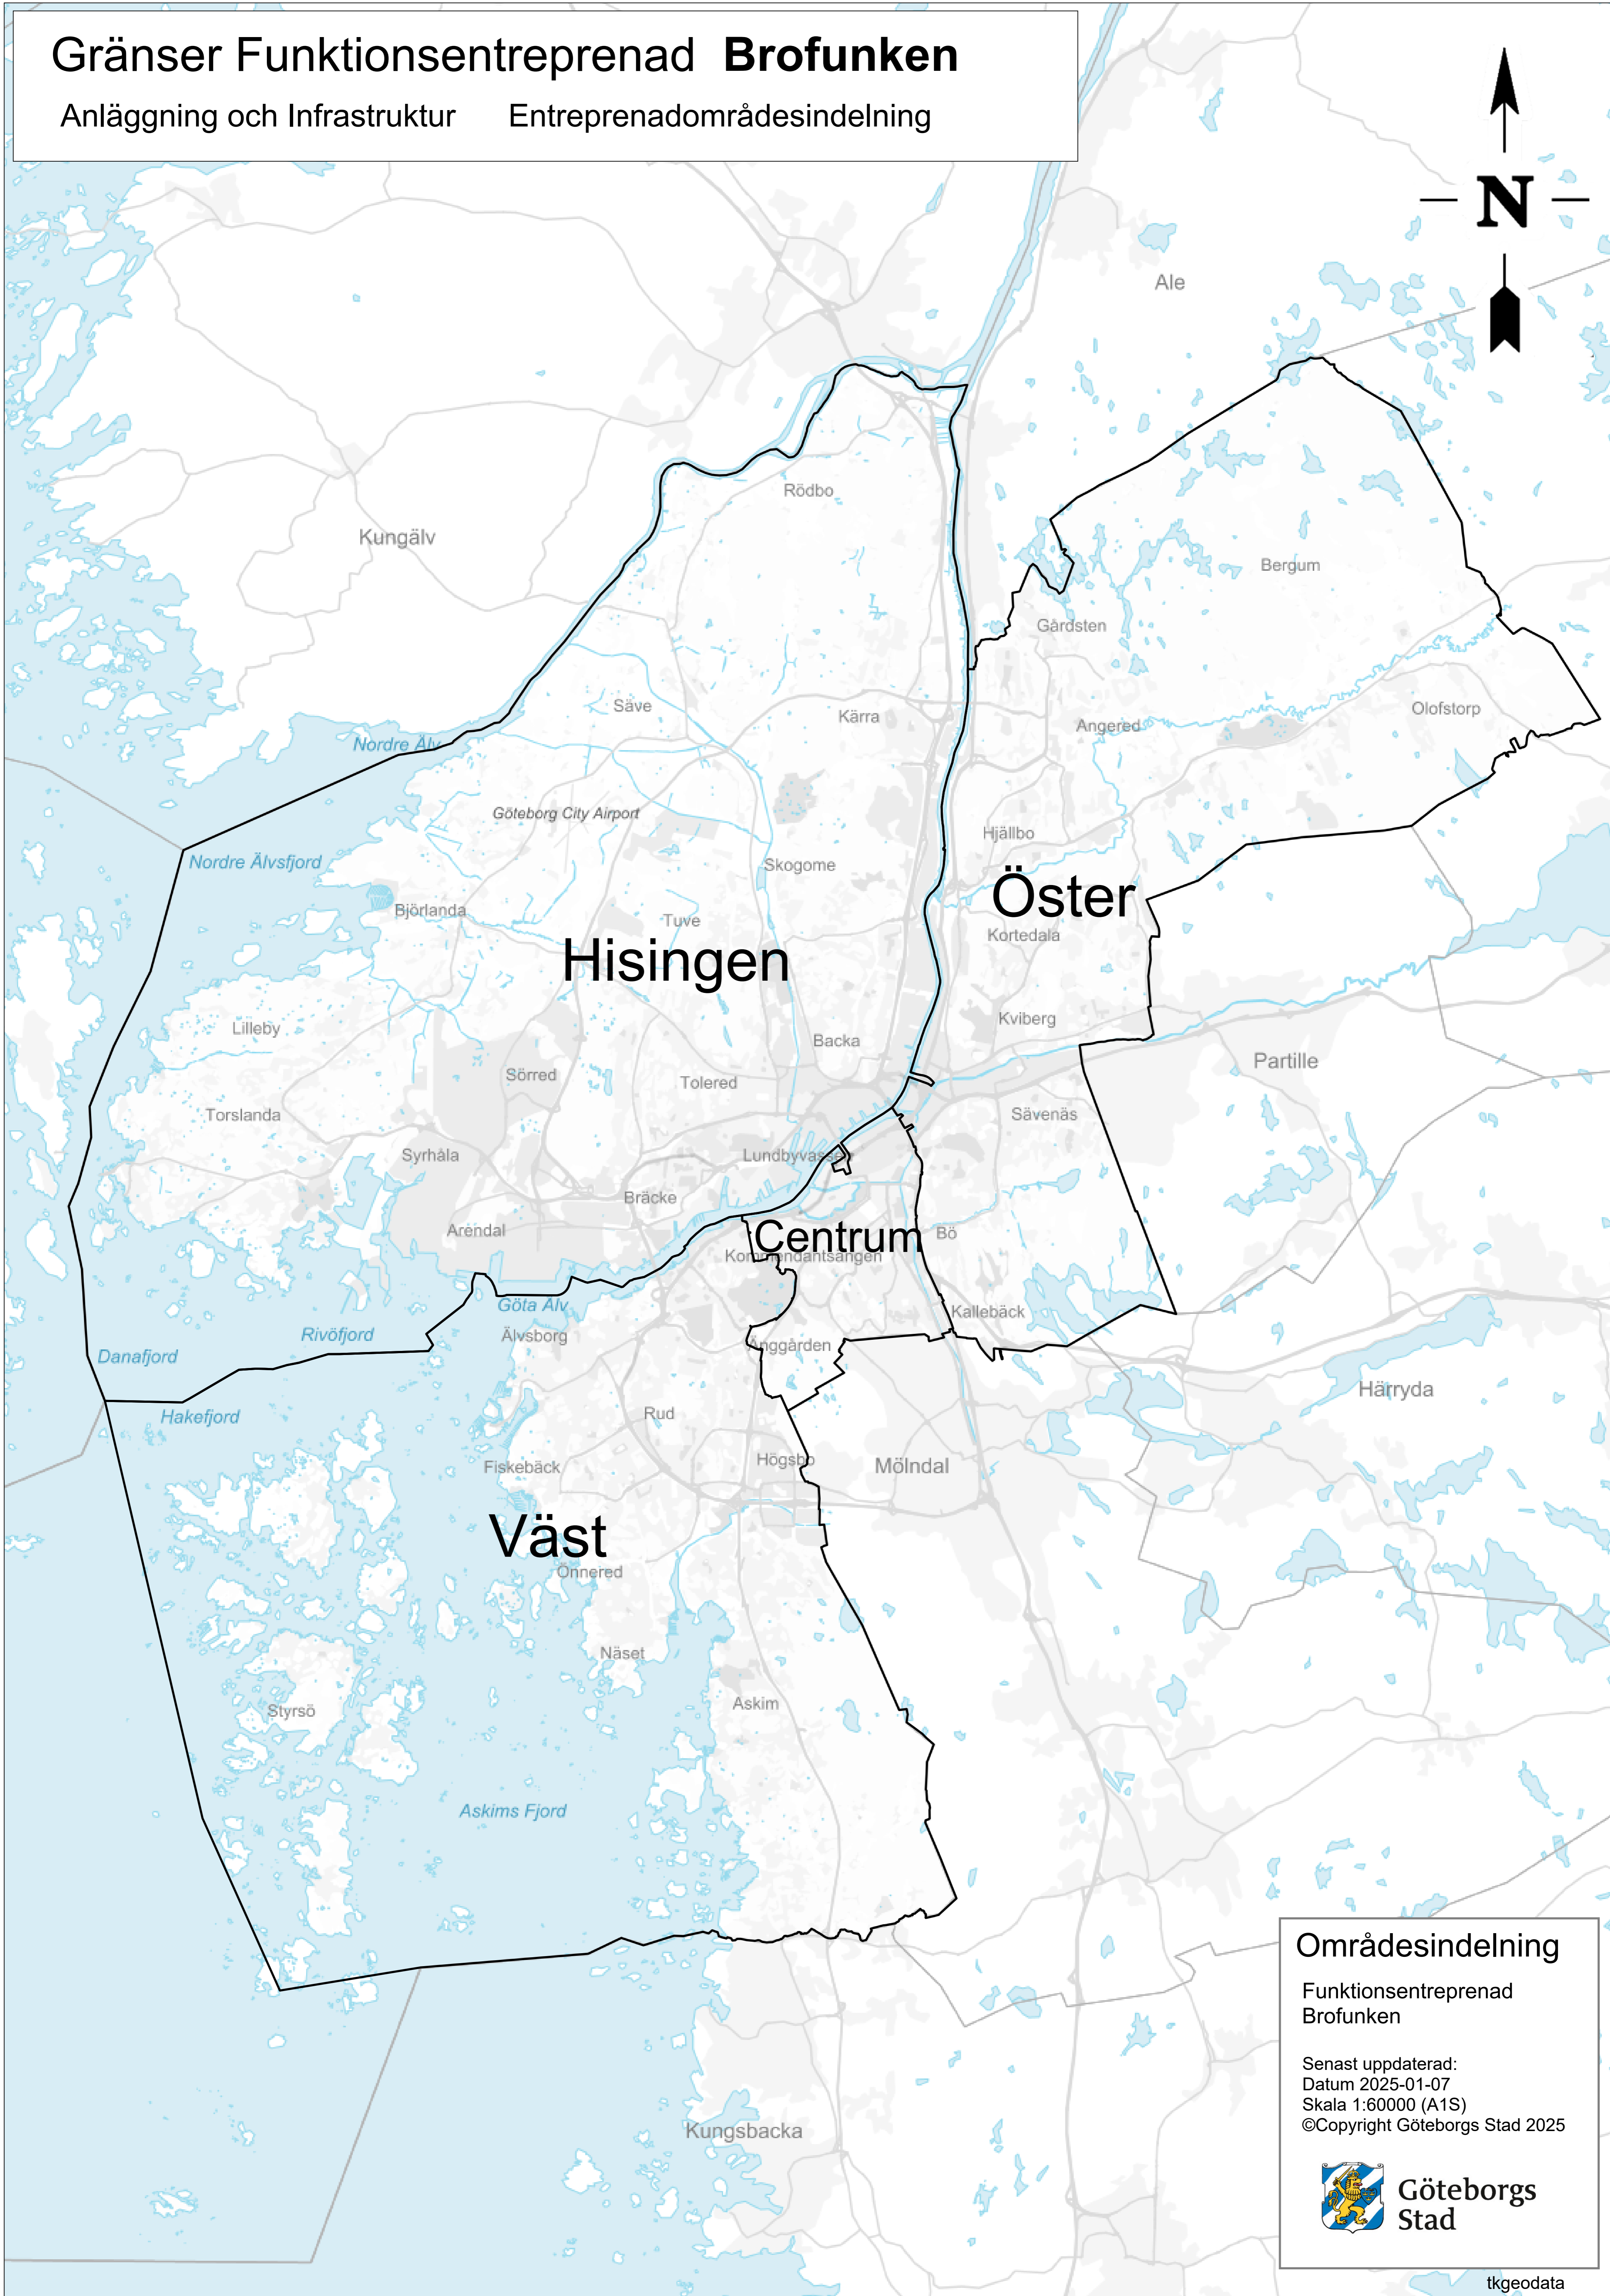 Gränser Funktionsentreprenad Brofunken
Anläggning och Infrastruktur Entreprenadområdesindelning
N
Ale
Rödbo
Kungälv
Bergum
Gårdsten
Säve
Kärra
Olofstorp
Angered
Nordre Älv
Göteborg City Airport
Hjällbo
Nordre Älvsfjord
Skogome
Öster
Björlanda
Tuve
Kortedala
Hisingen
Lilleby
Kviberg
Backa
Partille
Sörred
Tolered
Torslanda
Sävenäs
Syrhåla
Lundbyvassen
Bräcke
Arendal
Centrum
Bö
Kommendantsängen
Göta Älv
Kallebäck
Rivöfjord
Älvsborg
Änggården
Danafjord
Härryda
Hakefjord
Rud
Högsbo
Mölndal
Fiskebäck
Väst
Önnered
Näset
Askim
Styrsö
Askims Fjord
Kungsbacka
Områdesindelning
Funktionsentreprenad
Brofunken
Senast uppdaterad:
Datum 2025-01-07
Skala 1:60000 (A1S)
©Copyright Göteborgs Stad 2025
Göteborgs
Stad
tkgeodata